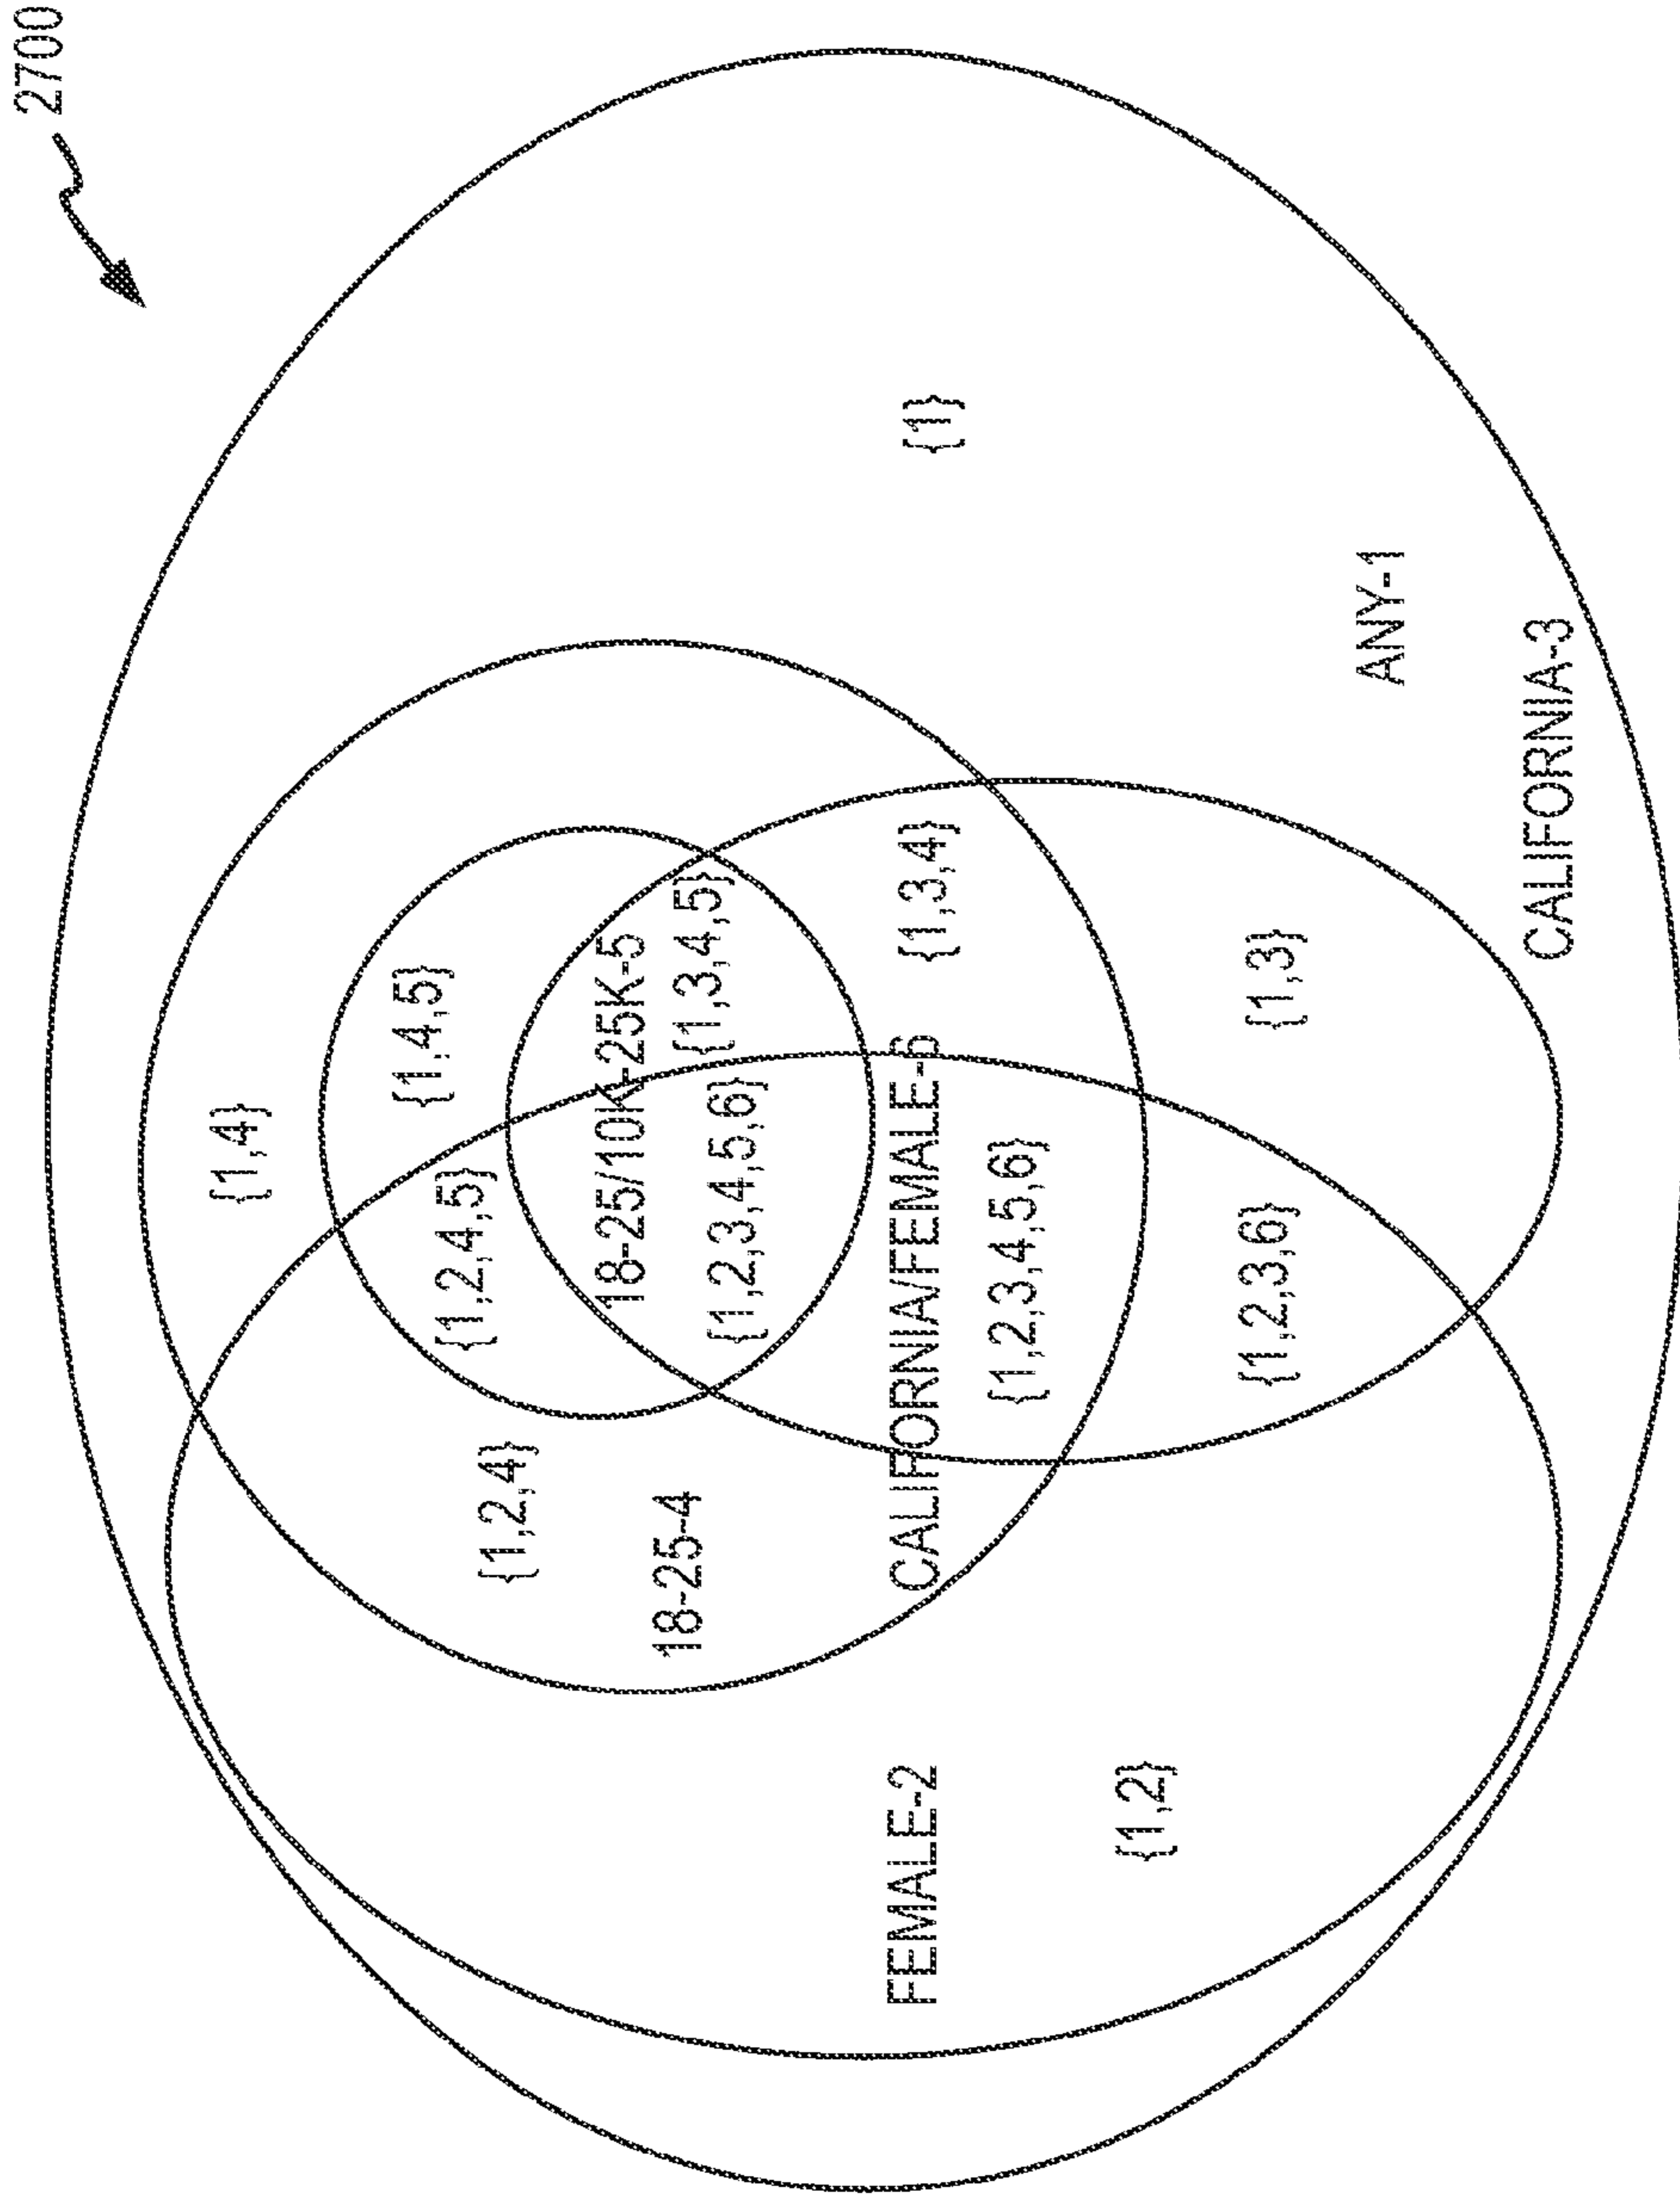 2700
{1,4}
{1,4,5}
{1,2,4,5}
{1,2,4}
18-25/10K-25K-5
{1,3,4,5}
{1,2,3,4,5,6}
18-25-4
{1}
{1,3,4}
CALIFORNIA/FEMALE-6
FEMALE-2
{1,2,3,4,5,6}
{1,2}
{1,3}
{1,2,3,6}
ANY-1
CALIFORNIA-3